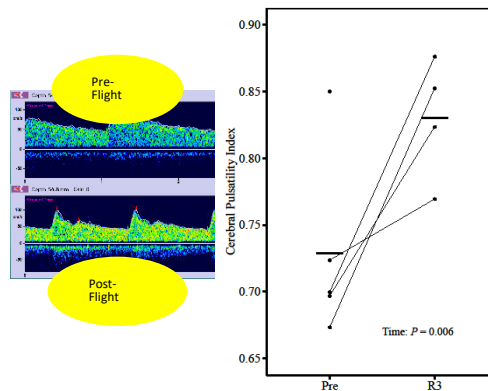 Pre-
Flight
Post-
Flight
Cerebral Pulsatility Index
0.90
0.85
0.80
0.75
0.70
0.65
Time: P = 0.006
Pre
R3